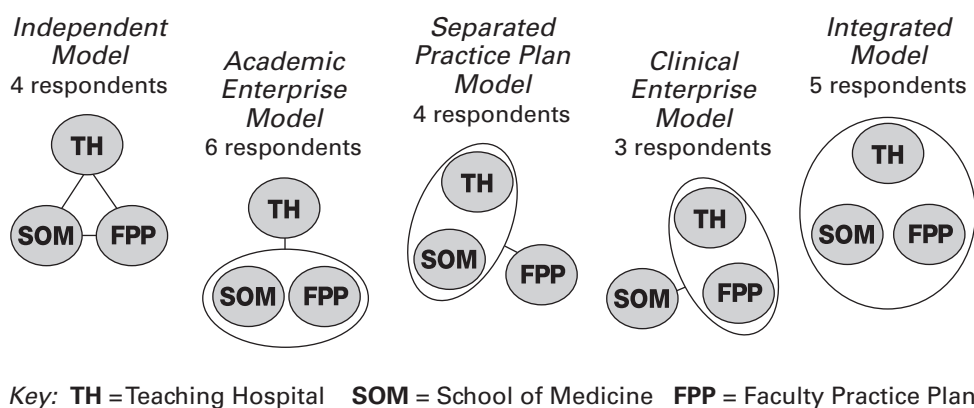 Independent
Model
4 respondents
TH
SOM
FPP
Academic
Enterprise
Model
6 respondents
TH
SOM
FPP
Separated
Practice Plan
Model
4 respondents
TH
SOM
FPP
Clinical
Enterprise
Model
3 respondents
TH
SOM
FPP
Integrated
Model
5 respondents
TH
SOM
FPP
Key: TH = Teaching Hospital SOM = School of Medicine FPP = Faculty Practice Plan